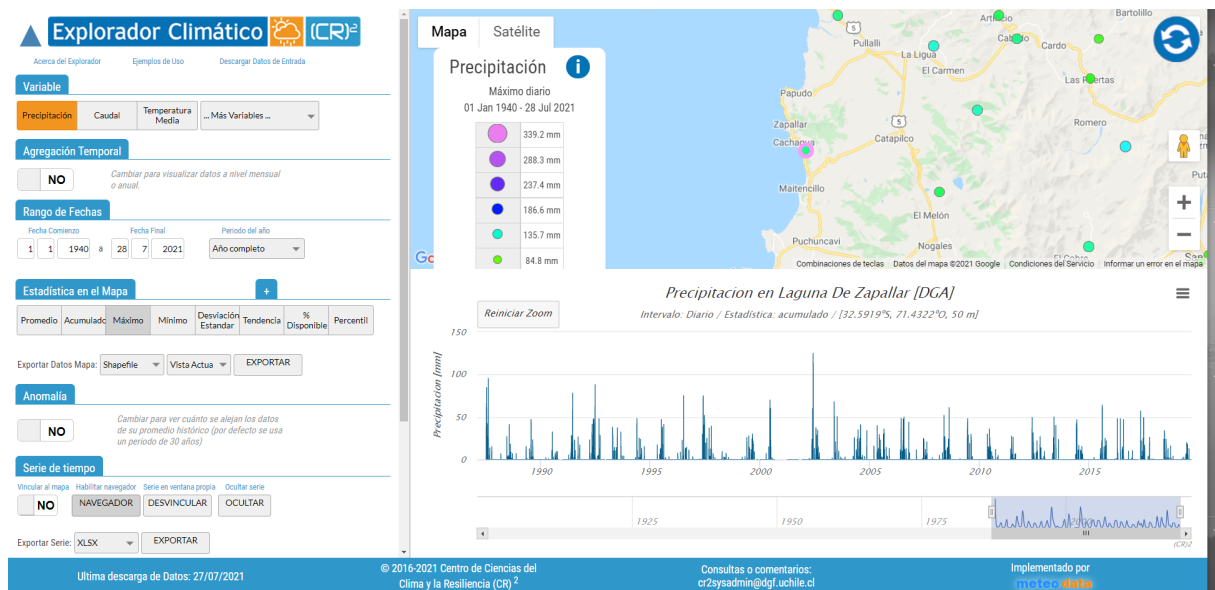 Explorador Climático (CR)2
Acerca del Explorador Ejemplos de Uso Descargar Datos de Entrada
Variable
Precipitación Caudal Temperatura Media ... Más Variables ...
Agregación Temporal
NO
Cambiar para visualizar datos a nivel mensual
o anual.
Rango de Fechas
Fecha Comienzo Fecha Final Periodo del año
1 1 1940 a 28 7 2021 Año completo
Estadística en el Mapa +
Promedio Acumulado Máximo Mínimo Desviación Estandar Tendencia % Disponible Percentil
Exportar Datos Mapa: Shapefile Vista Actua EXPORTAR
Anomalía
NO
Cambiar para ver cuánto se alejan los datos
de su promedio histórico (por defecto se usa
un periodo de 30 años)
Serie de tiempo
Vincular al mapa Habilitar navegador Serie en ventana propia Ocultar serie
NO NAVEGADOR DESVINCULAR OCULTAR
Exportar Serie: XLSX EXPORTAR
Mapa Satélite
Precipitación i
Máximo diario
01 Jan 1940 - 28 Jul 2021
339.2 mm
288.3 mm
237.4 mm
186.6 mm
135.7 mm
84.8 mm
Bartolillo
5
Pullalli
La Ligua
Cabildo
Cardo
El Carmen
Las Puertas
Papudo
Zapallar
5
Romero
Catapilco
Cachagua
Maitencillo
El Melón
Puchuncavi
Nogales
+
−
Combinaciones de teclas Datos del mapa ©2021 Google Condiciones del Servicio Informar un error en el mapa
Reiniciar Zoom
Precipitacion en Laguna De Zapallar [DGA]
Intervalo: Diario / Estadística: acumulado / [32.5919ºS, 71.4322ºO, 50 m]
Precipitacion [mm]
150
100
50
0
1990 1995 2000 2005 2010 2015
1925 1950 1975 2000
(CR)2
Ultima descarga de Datos: 27/07/2021
© 2016-2021 Centro de Ciencias del
Clima y la Resiliencia (CR) 2
Consultas o comentarios:
cr2sysadmin@dgf.uchile.cl
Implementado por
meteodata